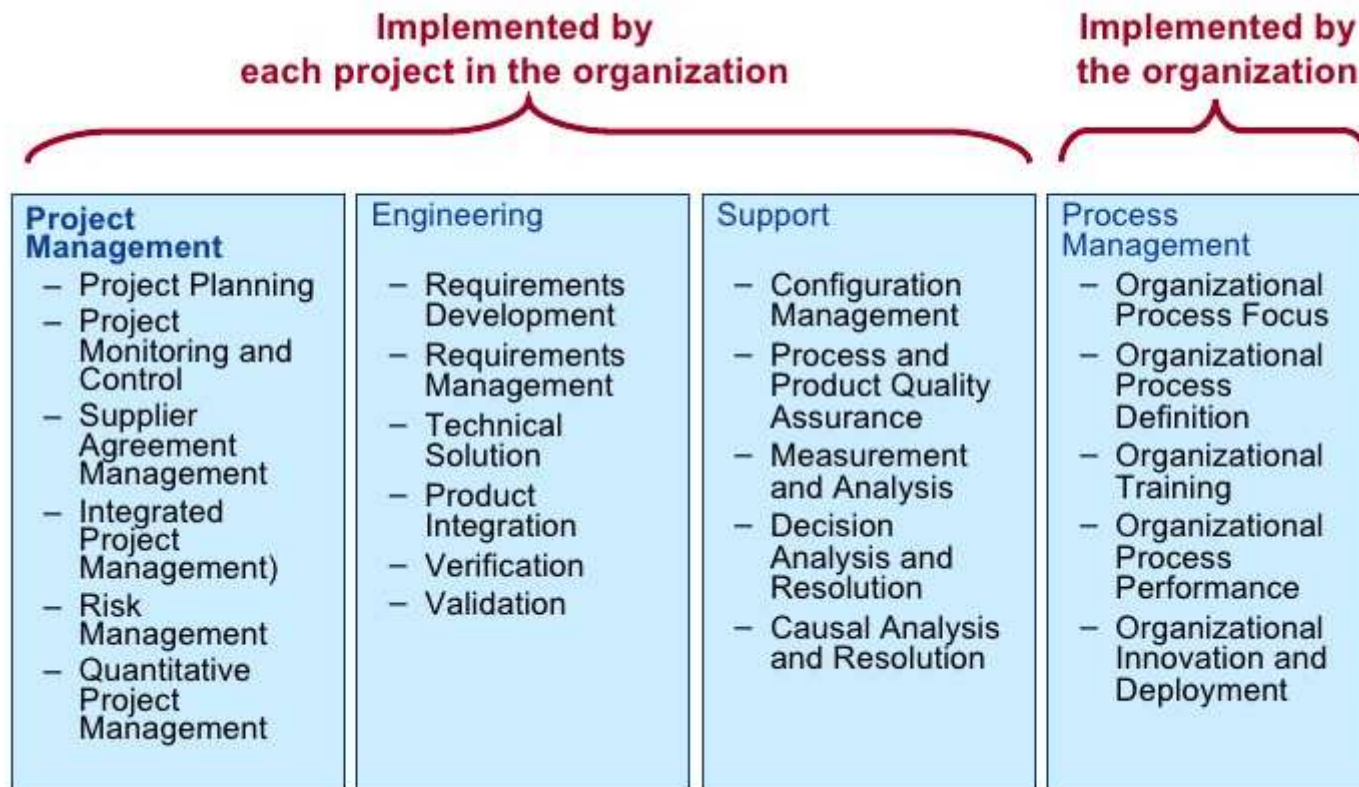 Implemented by
each project in the organization
Implemented by
the organization
Project
Management
– Project Planning
– Project
Monitoring and
Control
– Supplier
Agreement
Management
– Integrated
Project
Management)
– Risk
Management
– Quantitative
Project
Management
Engineering
– Requirements
Development
– Requirements
Management
– Technical
Solution
– Product
Integration
– Verification
– Validation
Support
– Configuration
Management
– Process and
Product Quality
Assurance
– Measurement
and Analysis
– Decision
Analysis and
Resolution
– Causal Analysis
and Resolution
Process
Management
– Organizational
Process Focus
– Organizational
Process
Definition
– Organizational
Training
– Organizational
Process
Performance
– Organizational
Innovation and
Deployment